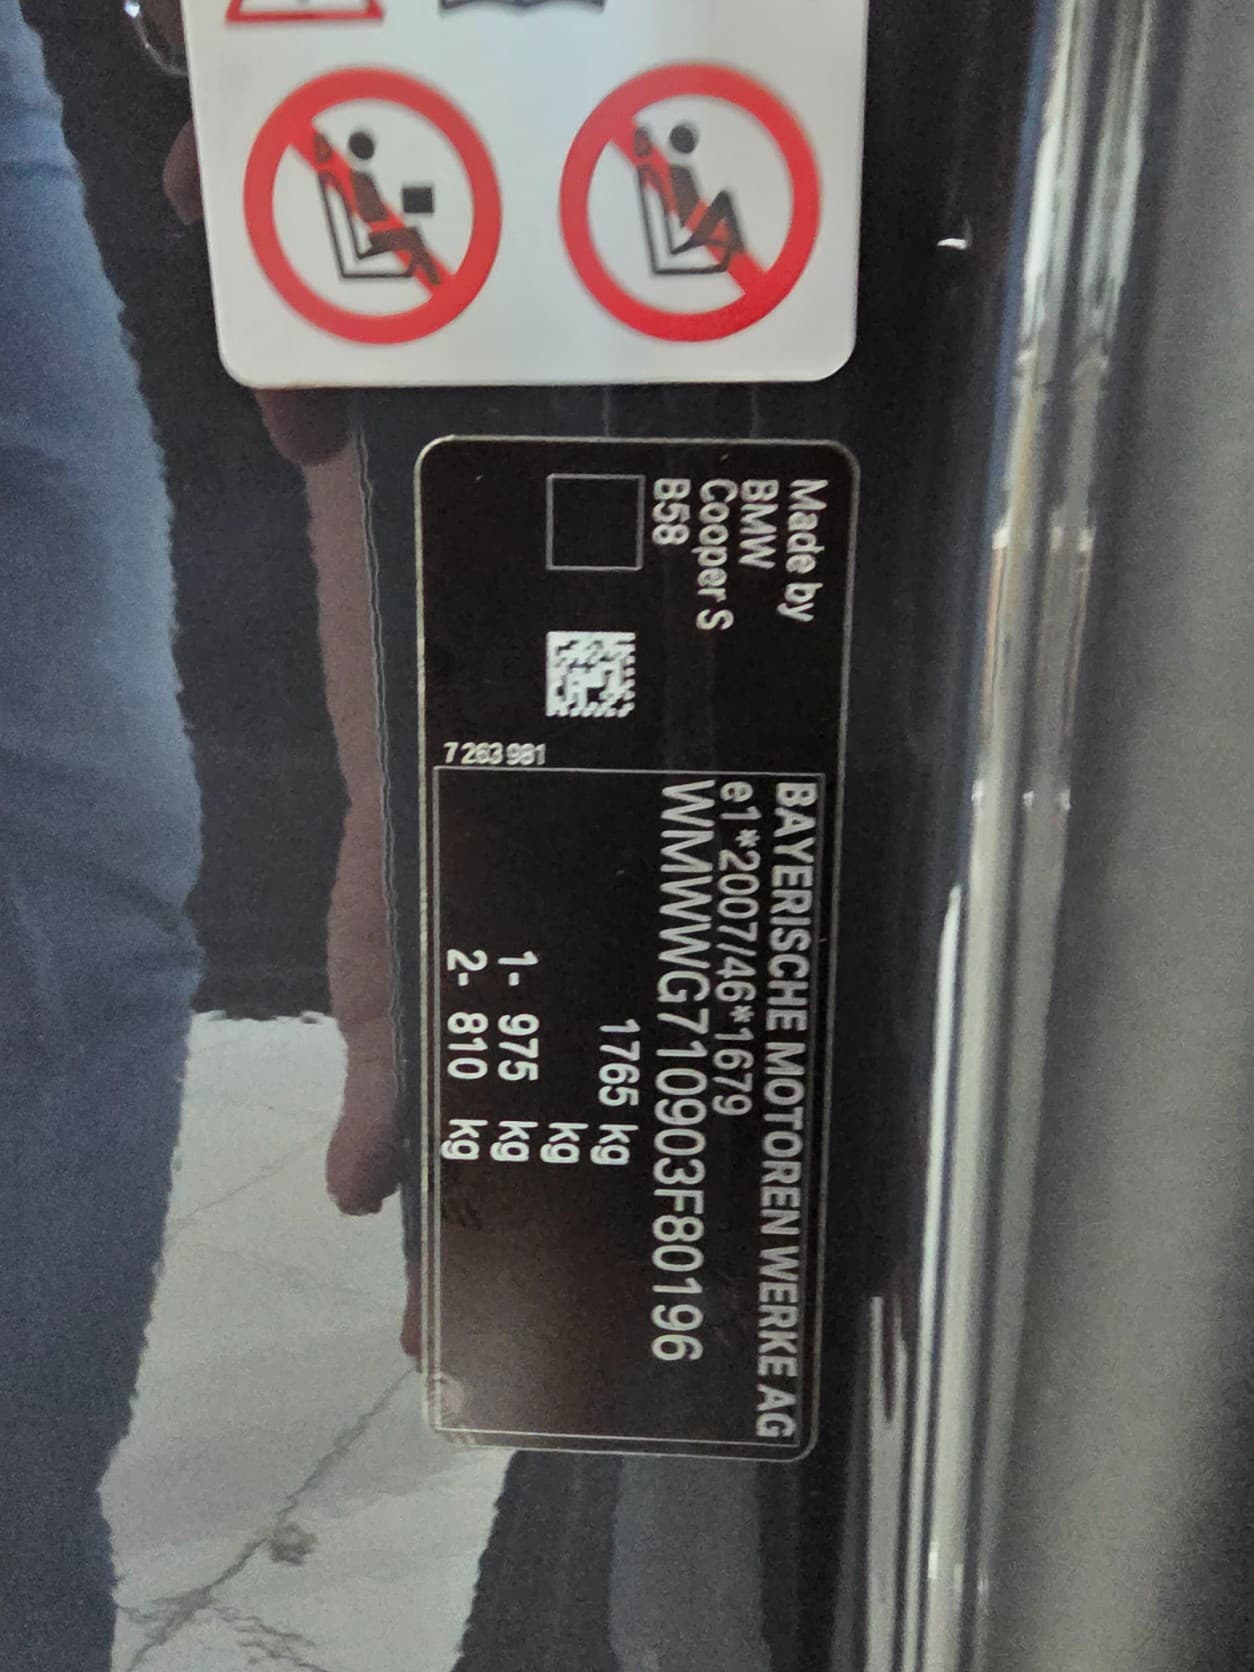 Made by
BMW
Cooper S
B58
7 263 981
BAYERISCHE MOTOREN WERKE AG
e1*2007/46*1679
WMWWG710903F80196
1765 kg
kg
1- 975 kg
2- 810 kg